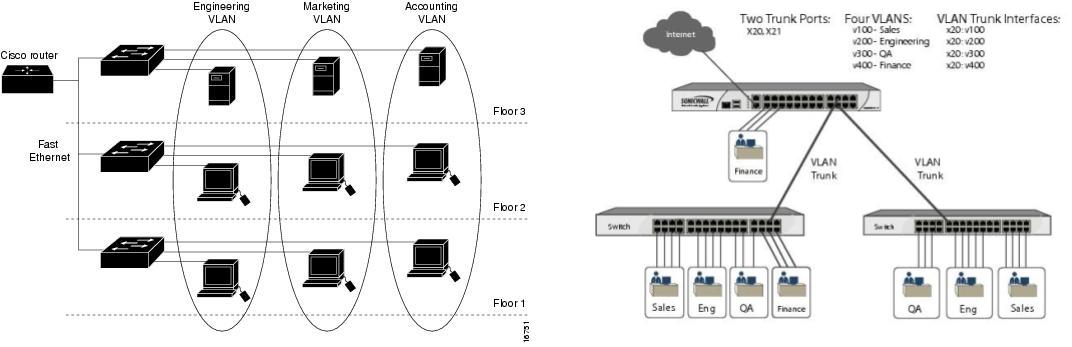 Engineering
VLAN
Marketing
VLAN
Accounting
VLAN
Cisco router
Floor 3
Fast
Ethernet
Floor 2
Floor 1
16751
Internet
Two Trunk Ports:
X20, X21
Four VLANS:
v100 - Sales
v200 - Engineering
v300 - QA
v400 - Finance
VLAN Trunk Interfaces:
x20: v100
x20: v200
x20: v300
x20: v400
SONICWALL
Finance
VLAN
Trunk
VLAN
Trunk
Switch
Switch
Sales
Eng
QA
Finance
QA
Eng
Sales